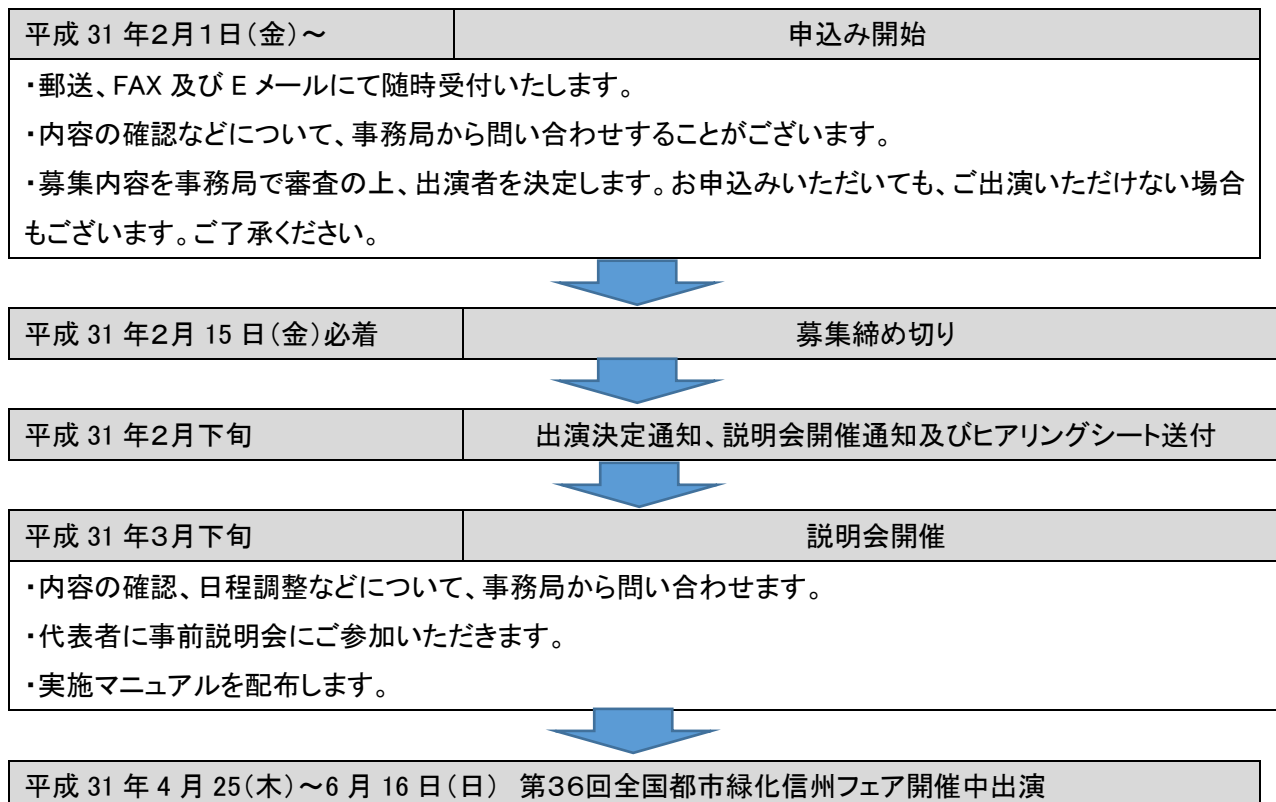 平成 31 年2月1日(金)～ 申込み開始
・郵送、FAX 及び E メールにて随時受付いたします。
・内容の確認などについて、事務局から問い合わせすることがございます。
・募集内容を事務局で審査の上、出演者を決定します。お申込みいただいても、ご出演いただけない場合
もございます。ご了承ください。
平成 31 年2月 15 日(金)必着 募集締め切り
平成 31 年2月下旬 出演決定通知、説明会開催通知及びヒアリングシート送付
平成 31 年3月下旬 説明会開催
・内容の確認、日程調整などについて、事務局から問い合わせます。
・代表者に事前説明会にご参加いただきます。
・実施マニュアルを配布します。
平成 31 年 4 月 25(木)～6 月 16 日(日) 第36回全国都市緑化信州フェア開催中出演